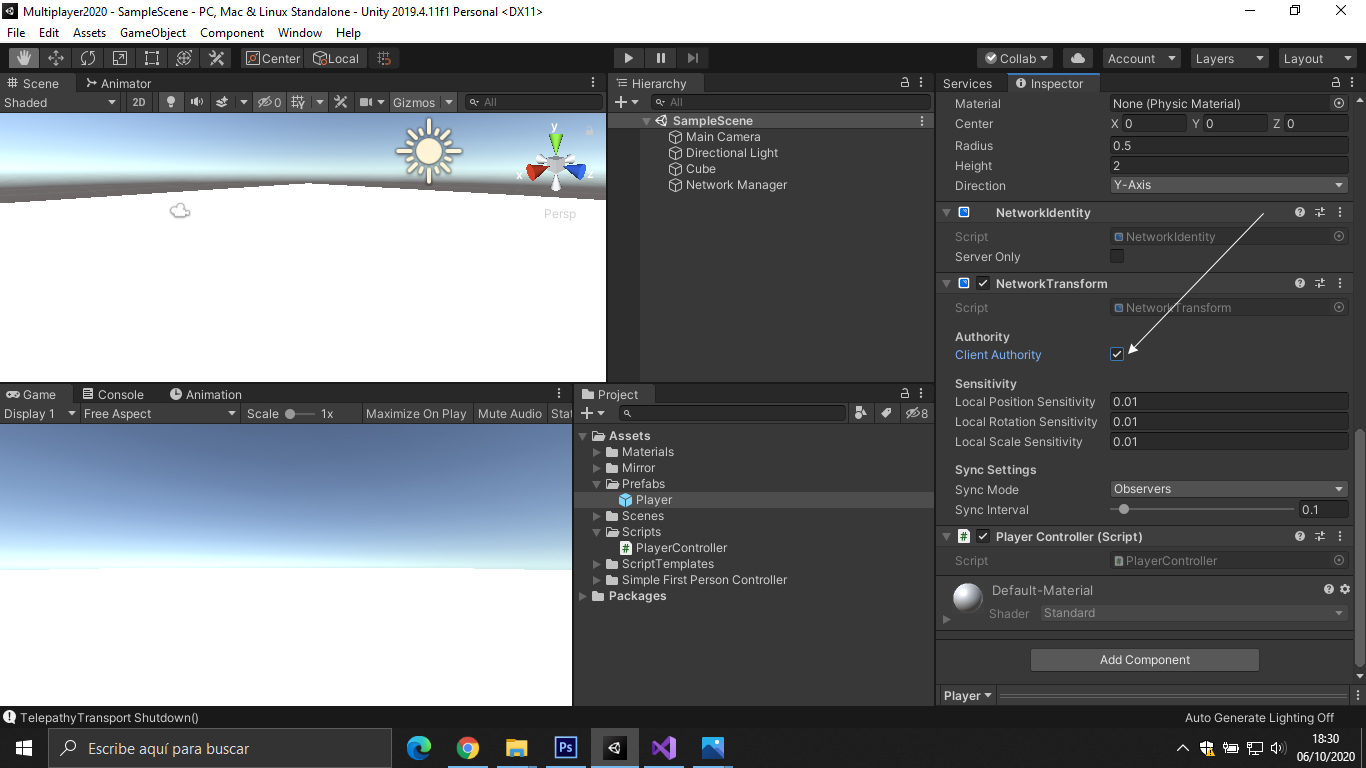 Multiplayer2020 - SampleScene - PC, Mac & Linux Standalone - Unity 2019.4.11f1 Personal <DX11>
File Edit Assets GameObject Component Window Help
Center Local Collab Account Layers Layout
Scene Animator
Shaded 2D 0 Gizmos All
y
x z
Persp
Hierarchy
All
SampleScene
Main Camera
Directional Light
Cube
Network Manager
Services Inspector
Material None (Physic Material)
Center X 0 Y 0 Z 0
Radius 0.5
Height 2
Direction Y-Axis
NetworkIdentity
Script NetworkIdentity
Server Only
NetworkTransform
Script NetworkTransform
Authority
Client Authority
Sensitivity
Local Position Sensitivity 0.01
Local Rotation Sensitivity 0.01
Local Scale Sensitivity 0.01
Sync Settings
Sync Mode Observers
Sync Interval 0.1
Player Controller (Script)
Script PlayerController
Default-Material
Shader Standard
Add Component
Player
Game Console Animation
Display 1 Free Aspect Scale 1x Maximize On Play Mute Audio Stat
Project
8
Assets
Materials
Mirror
Prefabs
Player
Scenes
Scripts
PlayerController
ScriptTemplates
Simple First Person Controller
Packages
TelepathyTransport Shutdown()
Auto Generate Lighting Off
Escribe aquí para buscar
Ps
18:30
06/10/2020